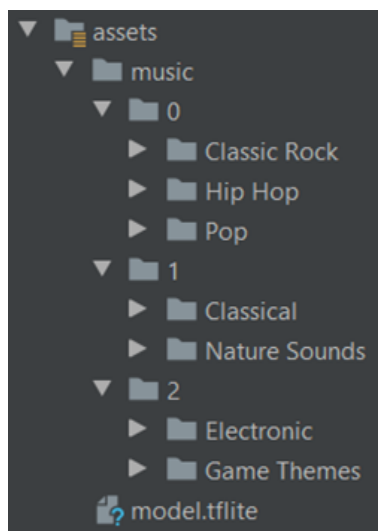 assets
music
0
Classic Rock
Hip Hop
Pop
1
Classical
Nature Sounds
2
Electronic
Game Themes
model.tflite